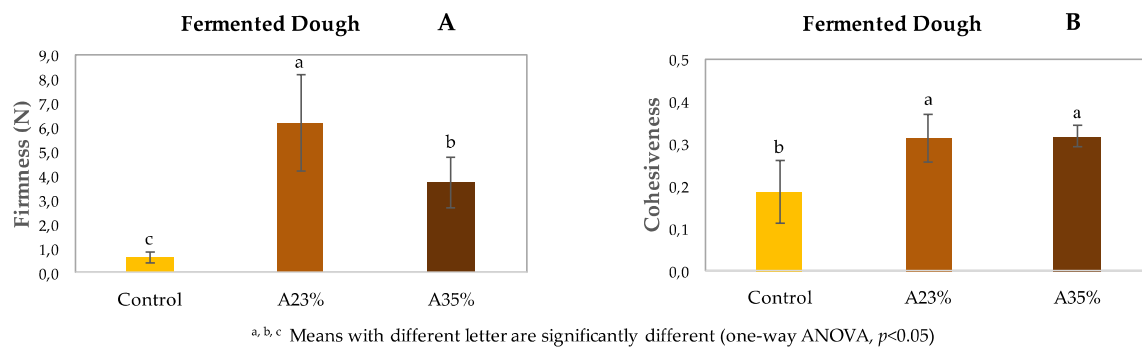 Fermented Dough A
Firmness (N)
9,0
8,0
7,0
6,0
5,0
4,0
3,0
2,0
1,0
0,0
a
b
c
Control A23% A35%
Fermented Dough B
Cohesiveness
0,5
0,4
0,3
0,2
0,1
0,0
a
a
b
Control A23% A35%
a, b, c Means with different letter are significantly different (one-way ANOVA, p<0.05)